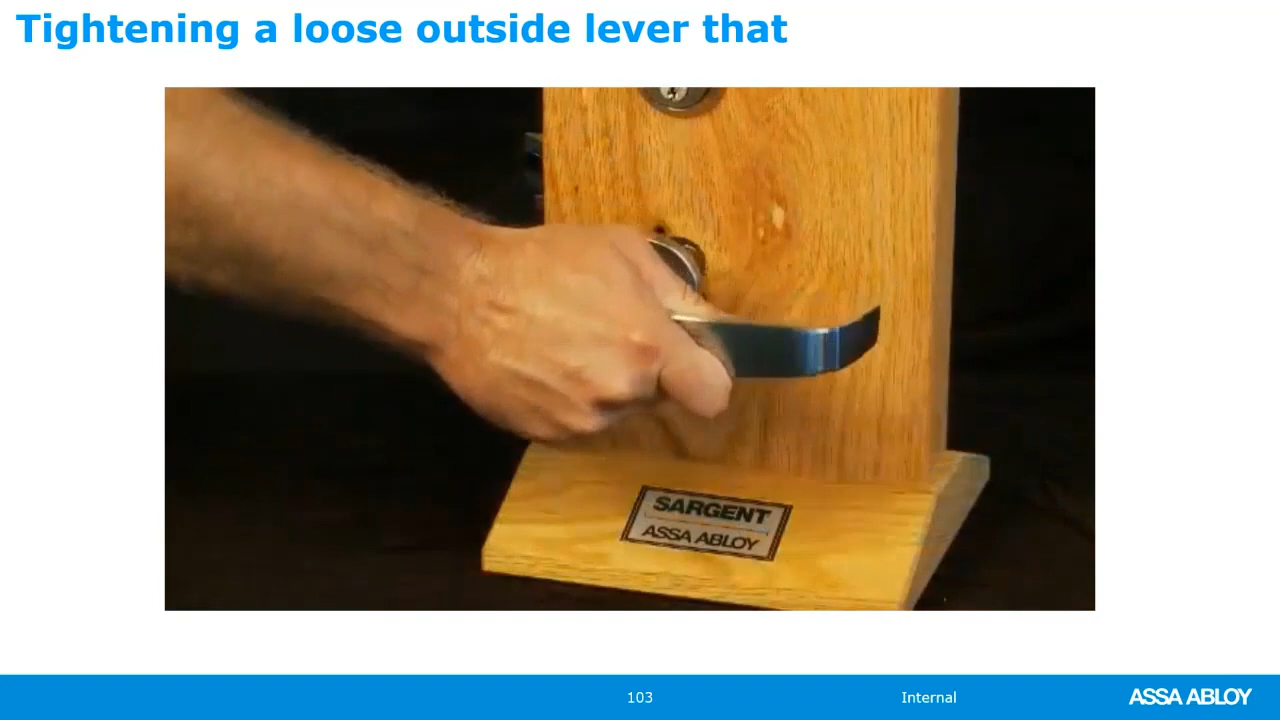 Tightening a loose outside lever that
SARGENT
ASSA ABLOY
103
Internal
ASSA ABLOY